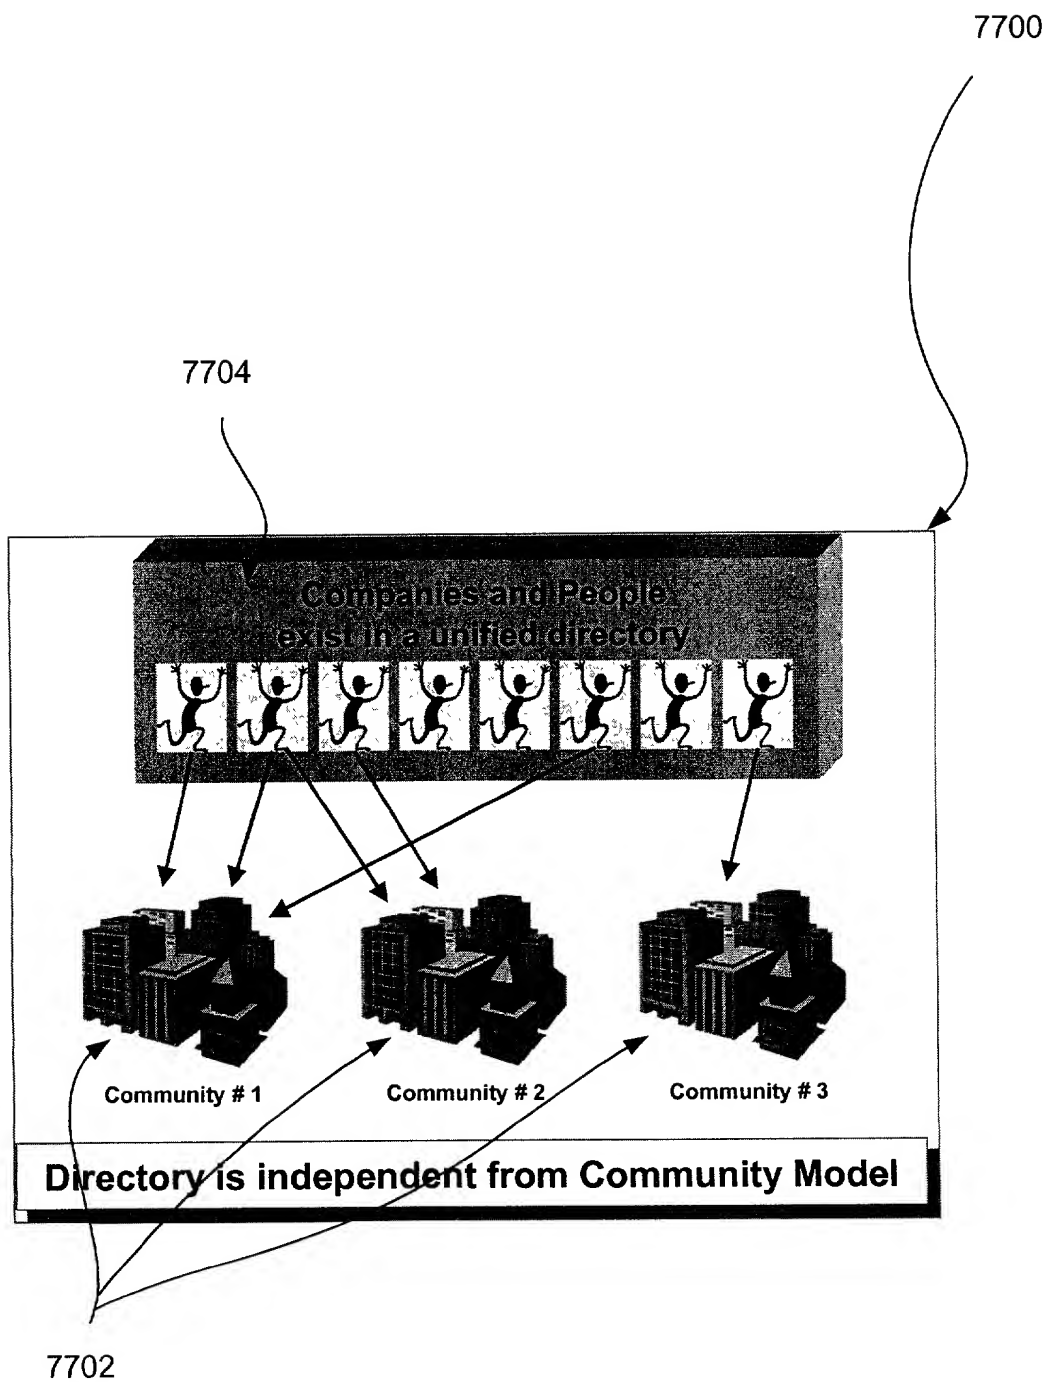 7700
7704
Companies and People
exist in a unified directory
Community # 1
Community # 2
Community # 3
Directory is independent from Community Model
7702